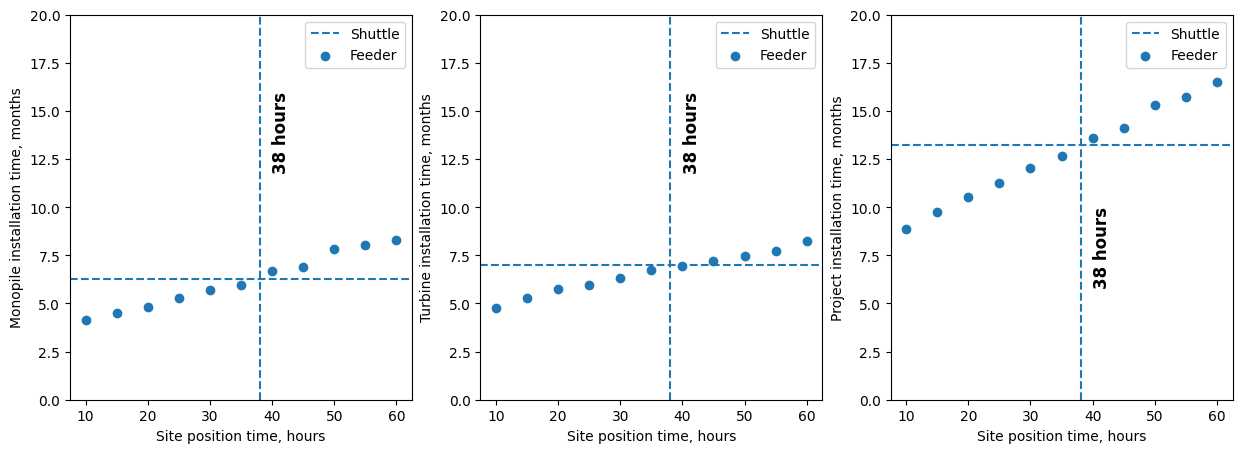 Monopile installation time, months
20.0
17.5
15.0
12.5
10.0
7.5
5.0
2.5
0.0
10 20 30 40 50 60
Site position time, hours
Shuttle
Feeder
38 hours
Turbine installation time, months
20.0
17.5
15.0
12.5
10.0
7.5
5.0
2.5
0.0
10 20 30 40 50 60
Site position time, hours
Shuttle
Feeder
38 hours
Project installation time, months
20.0
17.5
15.0
12.5
10.0
7.5
5.0
2.5
0.0
10 20 30 40 50 60
Site position time, hours
Shuttle
Feeder
38 hours